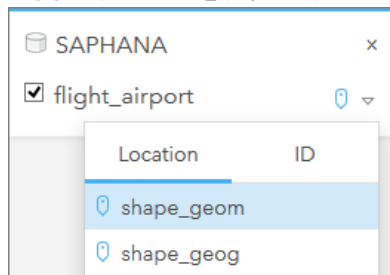 SAPHANA
flight_airport
Location ID
shape_geom
shape_geog